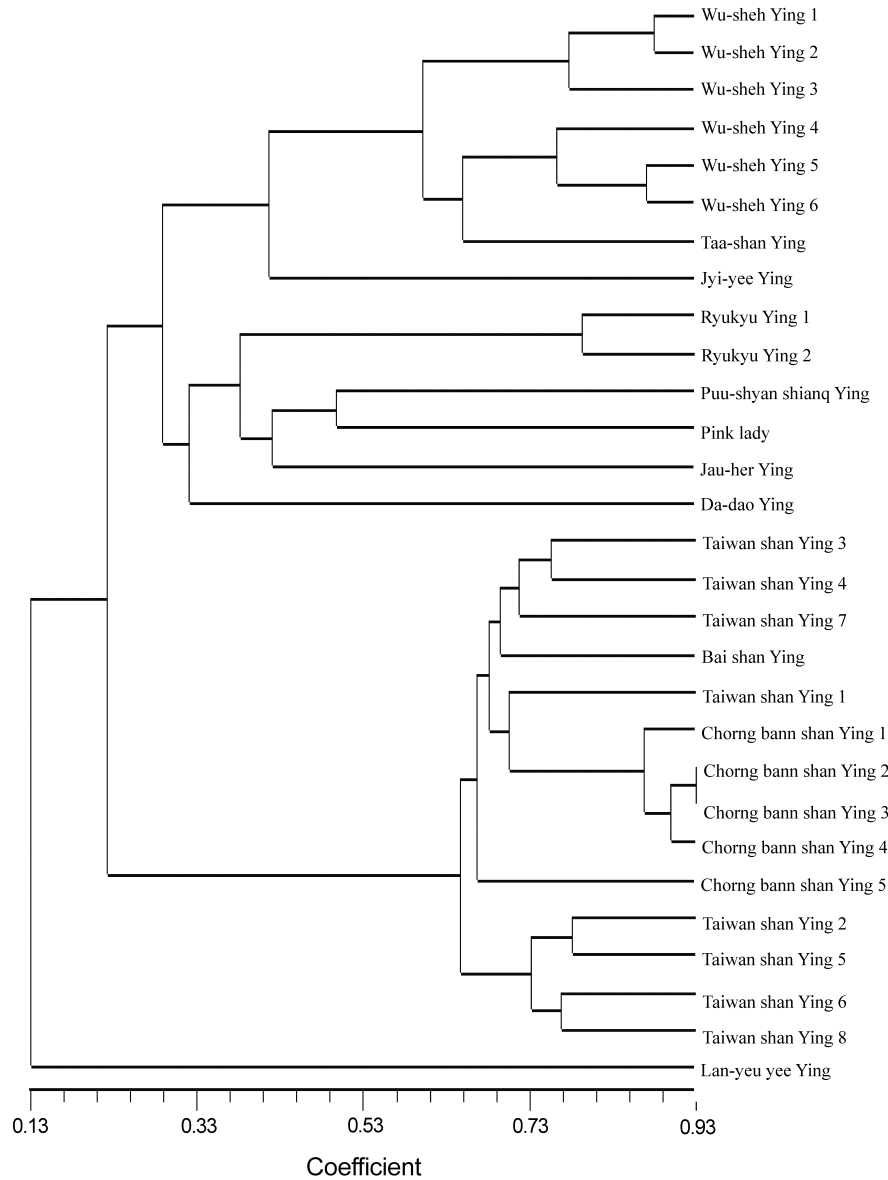 Wu-sheh Ying 1
Wu-sheh Ying 2
Wu-sheh Ying 3
Wu-sheh Ying 4
Wu-sheh Ying 5
Wu-sheh Ying 6
Taa-shan Ying
Jyi-yee Ying
Ryukyu Ying 1
Ryukyu Ying 2
Puu-shyan shianq Ying
Pink lady
Jau-her Ying
Da-dao Ying
Taiwan shan Ying 3
Taiwan shan Ying 4
Taiwan shan Ying 7
Bai shan Ying
Taiwan shan Ying 1
Chorng bann shan Ying 1
Chorng bann shan Ying 2
Chorng bann shan Ying 3
Chorng bann shan Ying 4
Chorng bann shan Ying 5
Taiwan shan Ying 2
Taiwan shan Ying 5
Taiwan shan Ying 6
Taiwan shan Ying 8
Lan-yeu yee Ying
0.13 0.33 0.53 0.73 0.93
Coefficient